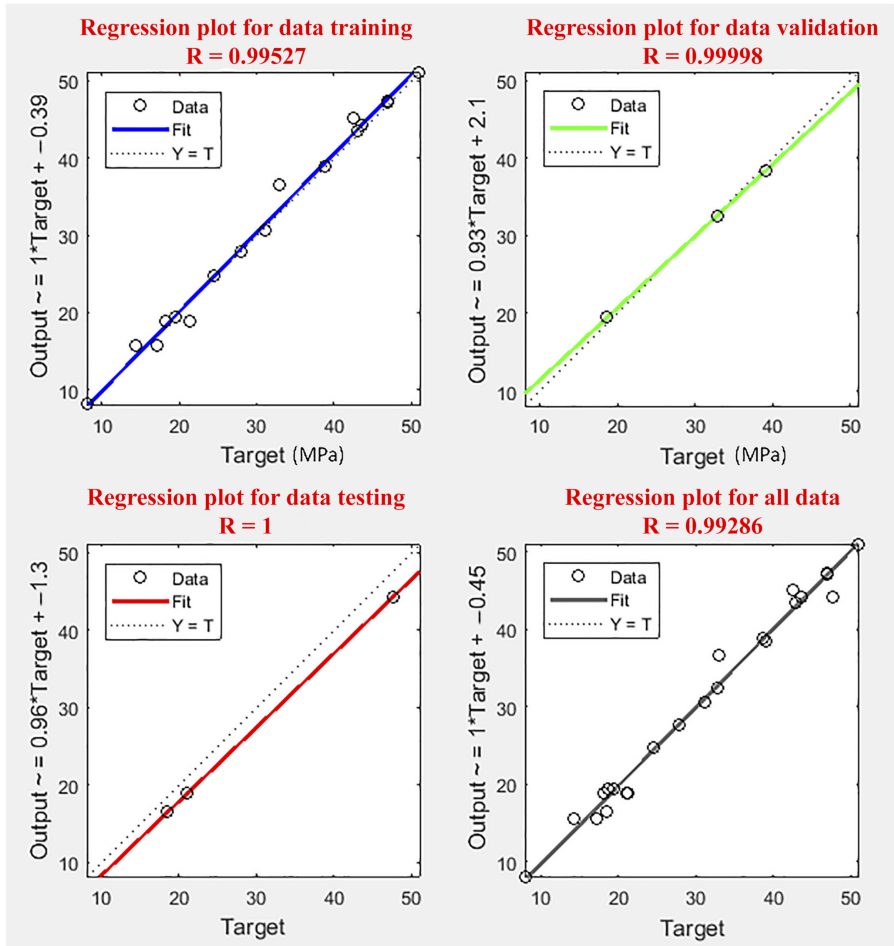 Regression plot for data training
R = 0.99527
Output ~ = 1*Target + −0.39
50
40
30
20
10
Data
Fit
Y = T
10
20
30
40
50
Target (MPa)
Regression plot for data validation
R = 0.99998
Output ~ = 0.93*Target + 2.1
50
40
30
20
10
Data
Fit
Y = T
10
20
30
40
50
Target (MPa)
Regression plot for data testing
R = 1
Output ~ = 0.96*Target + −1.3
50
40
30
20
10
Data
Fit
Y = T
10
20
30
40
50
Target
Regression plot for all data
R = 0.99286
Output ~ = 1*Target + −0.45
50
40
30
20
10
Data
Fit
Y = T
10
20
30
40
50
Target